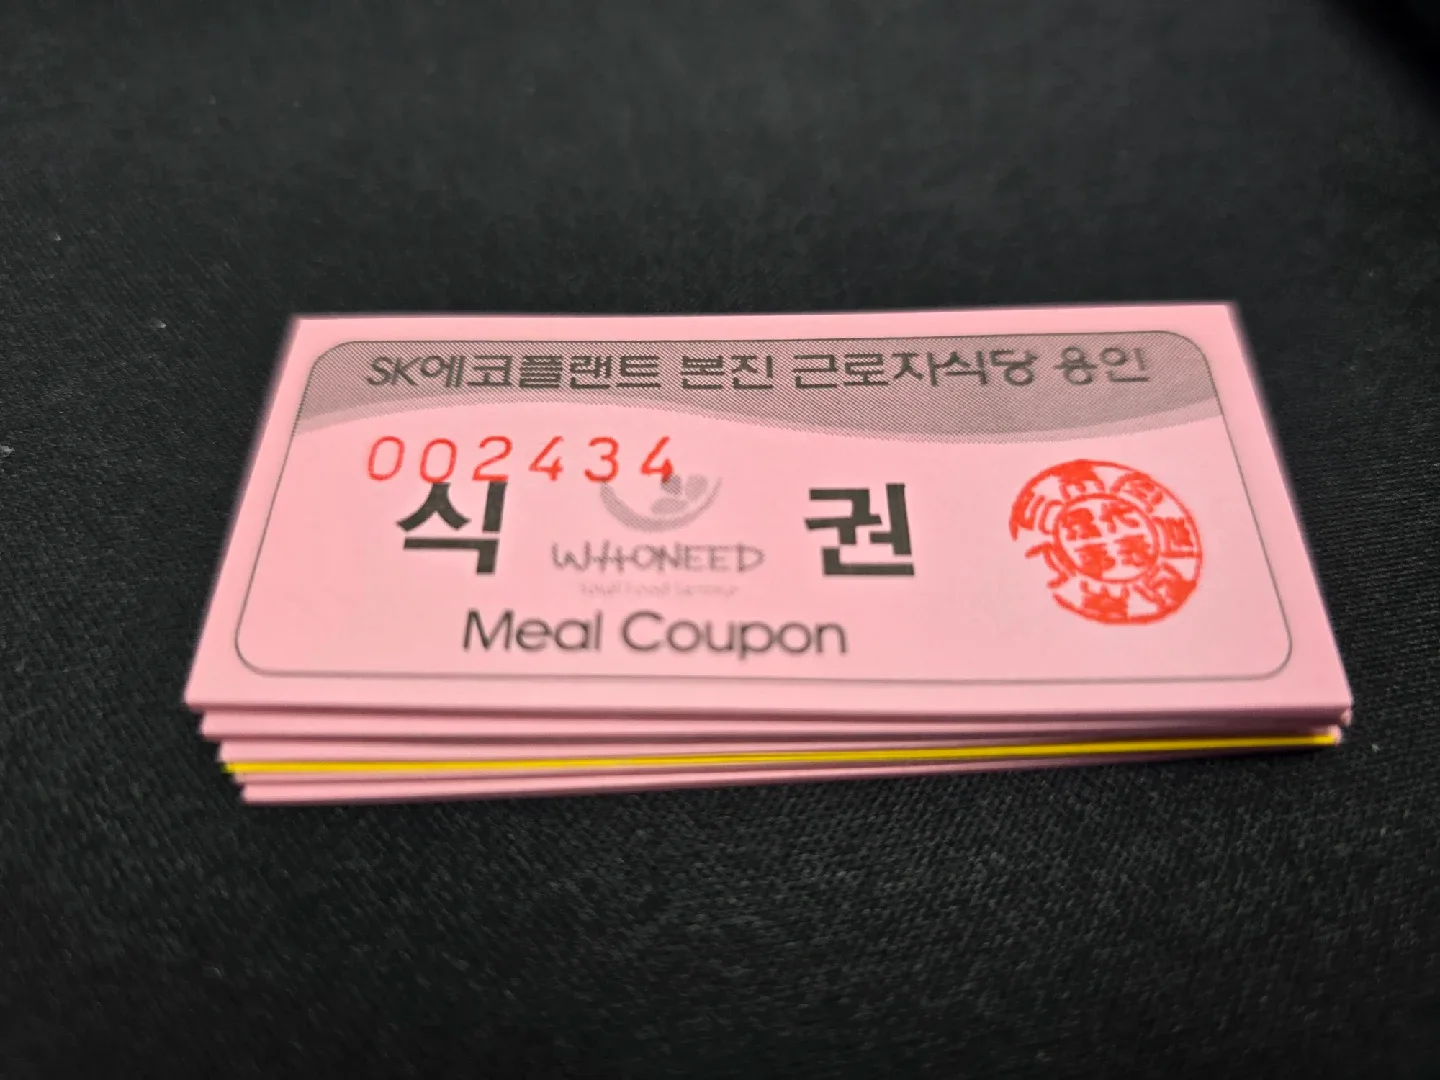 SK에코플랜트 본진 근로자식당 용인
002434
식 권
WHONEED
Meal Coupon